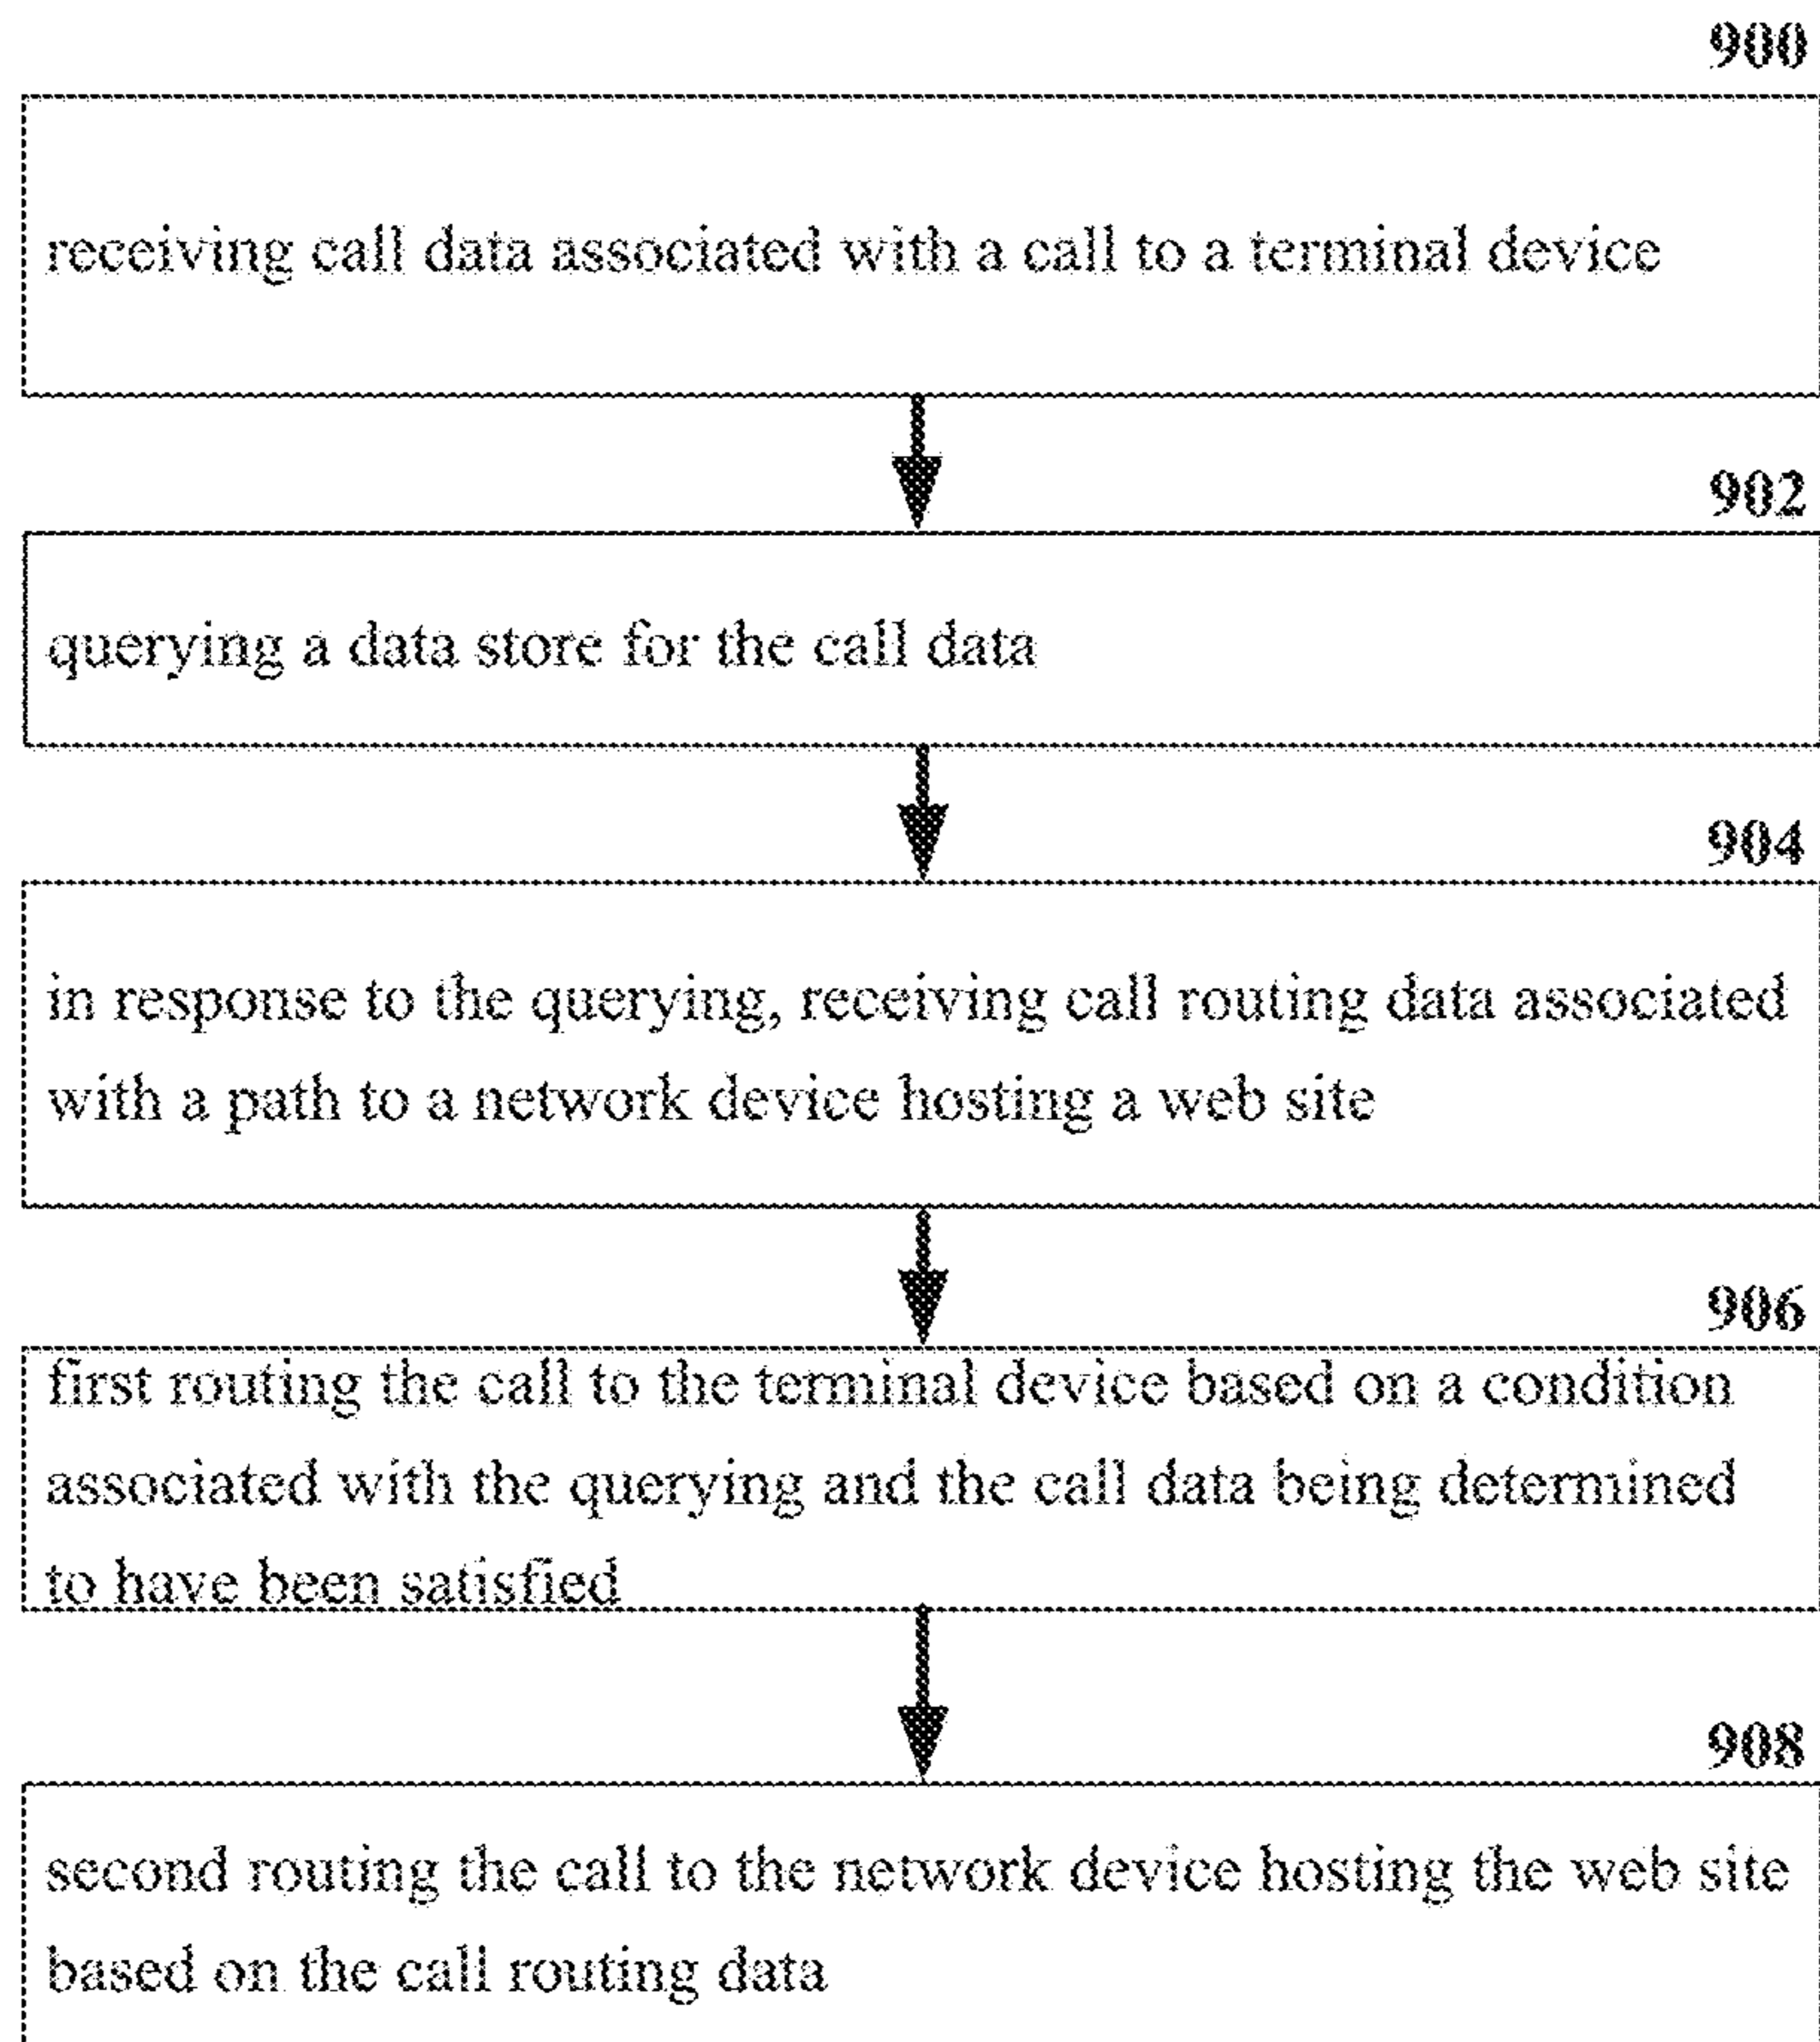 900
receiving call data associated with a call to a terminal device
902
querying a data store for the call data
904
in response to the querying, receiving call routing data associated
with a path to a network device hosting a web site
906
first routing the call to the terminal device based on a condition
associated with the querying and the call data being determined
to have been satisfied
908
second routing the call to the network device hosting the web site
based on the call routing data